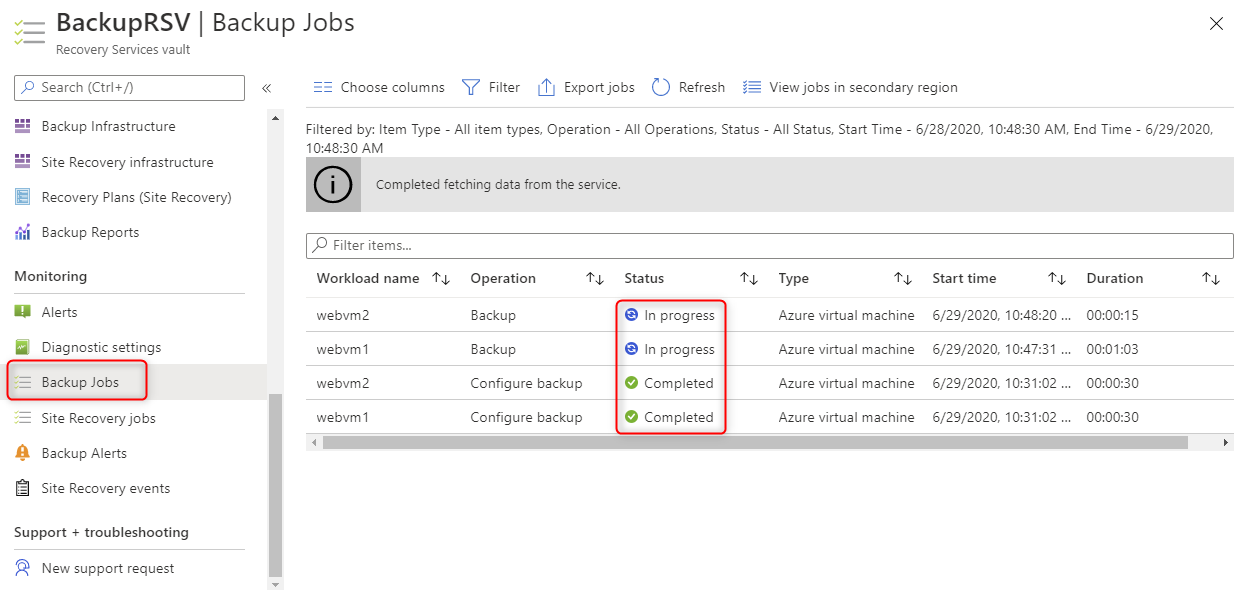 BackupRSV | Backup Jobs
Recovery Services vault
Search (Ctrl+/)
«
Backup Infrastructure
Site Recovery infrastructure
Recovery Plans (Site Recovery)
Backup Reports
Monitoring
Alerts
Diagnostic settings
Backup Jobs
Site Recovery jobs
Backup Alerts
Site Recovery events
Support + troubleshooting
New support request
Choose columns Filter Export jobs Refresh View jobs in secondary region
Filtered by: Item Type - All item types, Operation - All Operations, Status - All Status, Start Time - 6/28/2020, 10:48:30 AM, End Time - 6/29/2020,
10:48:30 AM
Completed fetching data from the service.
Filter items...
Workload name Operation Status Type Start time Duration
webvm2 Backup In progress Azure virtual machine 6/29/2020, 10:48:20 ... 00:00:15
webvm1 Backup In progress Azure virtual machine 6/29/2020, 10:47:31 ... 00:01:03
webvm2 Configure backup Completed Azure virtual machine 6/29/2020, 10:31:02 ... 00:00:30
webvm1 Configure backup Completed Azure virtual machine 6/29/2020, 10:31:02 ... 00:00:30